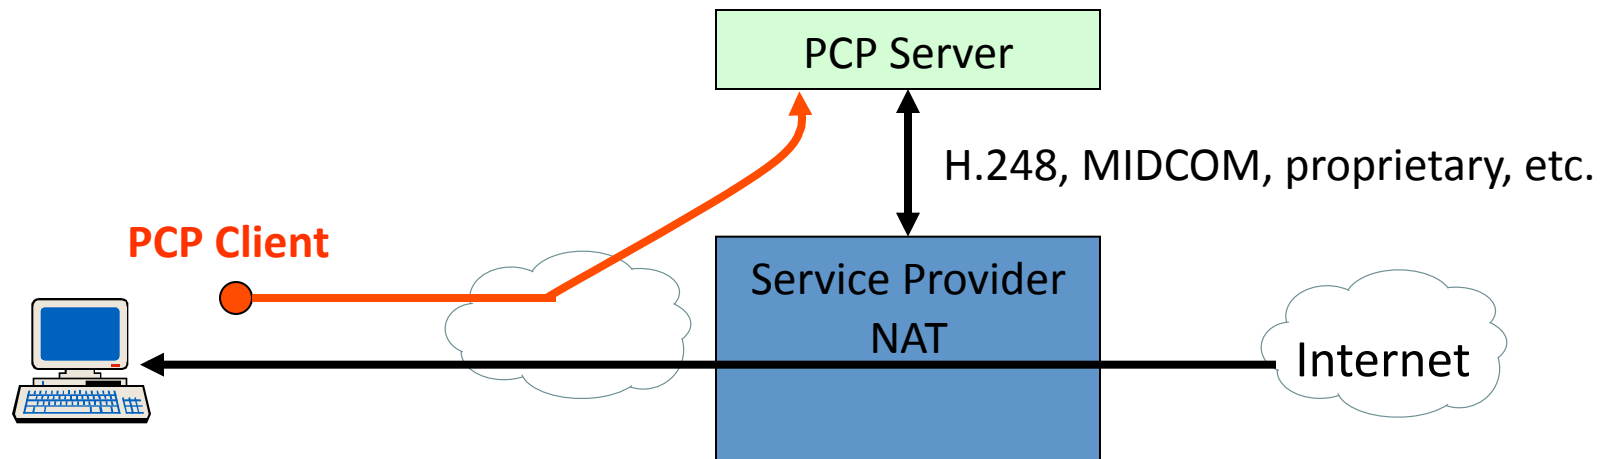 PCP Server
H.248, MIDCOM, proprietary, etc.
PCP Client
Service Provider
NAT
Internet